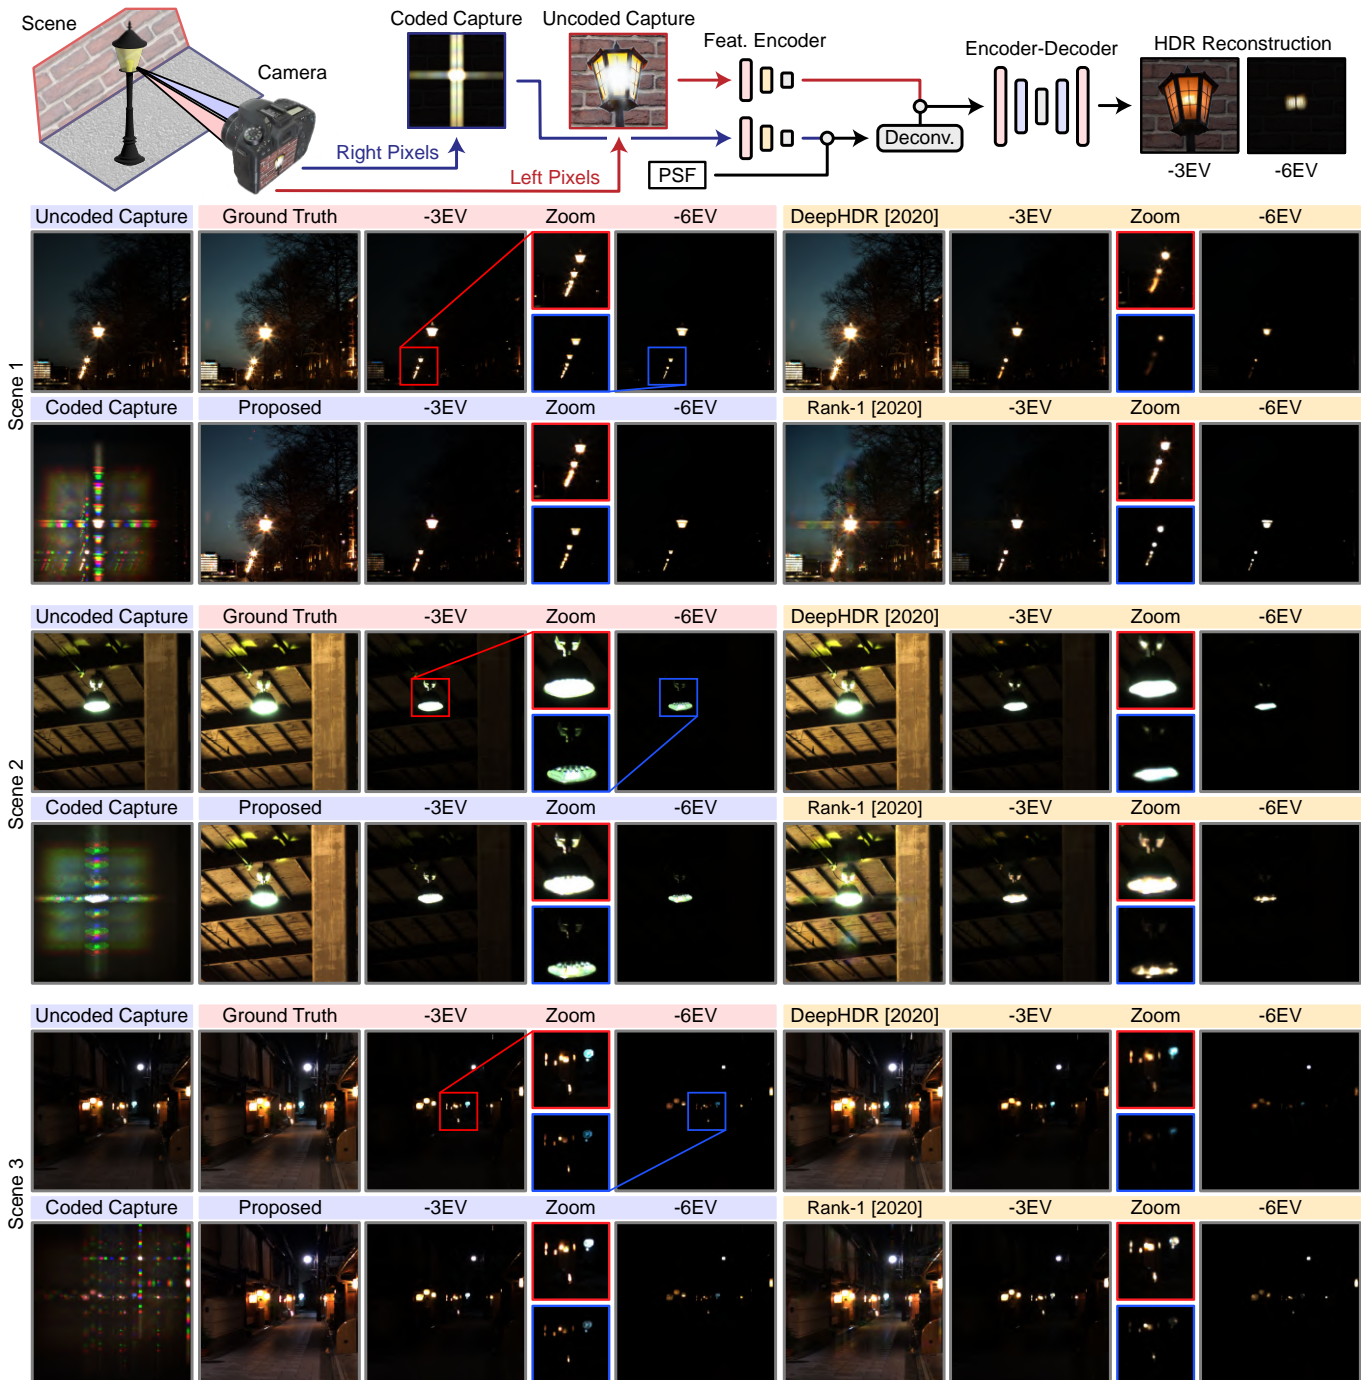 Scene
Camera
Coded Capture
Uncoded Capture
Feat. Encoder
Encoder-Decoder
HDR Reconstruction
Right Pixels
Left Pixels
PSF
Deconv.
-3EV
-6EV
Scene 1
Uncoded Capture
Ground Truth
-3EV
Zoom
-6EV
DeepHDR [2020]
-3EV
Zoom
-6EV
Coded Capture
Proposed
-3EV
Zoom
-6EV
Rank-1 [2020]
-3EV
Zoom
-6EV
Scene 2
Uncoded Capture
Ground Truth
-3EV
Zoom
-6EV
DeepHDR [2020]
-3EV
Zoom
-6EV
Coded Capture
Proposed
-3EV
Zoom
-6EV
Rank-1 [2020]
-3EV
Zoom
-6EV
Scene 3
Uncoded Capture
Ground Truth
-3EV
Zoom
-6EV
DeepHDR [2020]
-3EV
Zoom
-6EV
Coded Capture
Proposed
-3EV
Zoom
-6EV
Rank-1 [2020]
-3EV
Zoom
-6EV